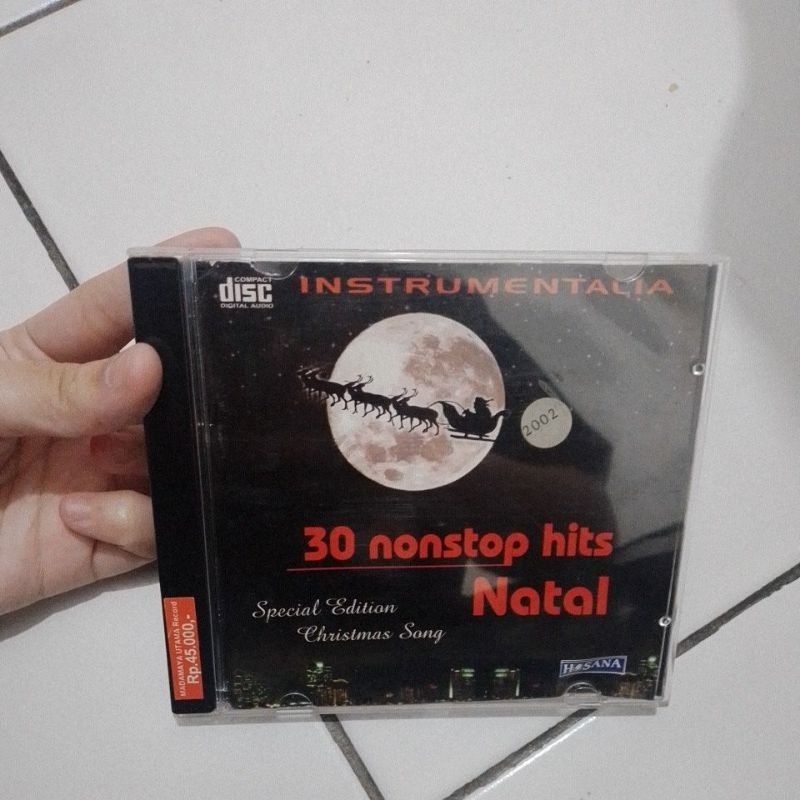 COMPACT
disc
DIGITAL AUDIO
INSTRUMENTALIA
2002
30 nonstop hits
Natal
Special Edition
Christmas Song
HOSANA
MADAMAYA UTAMA Record
Rp.45.000,-